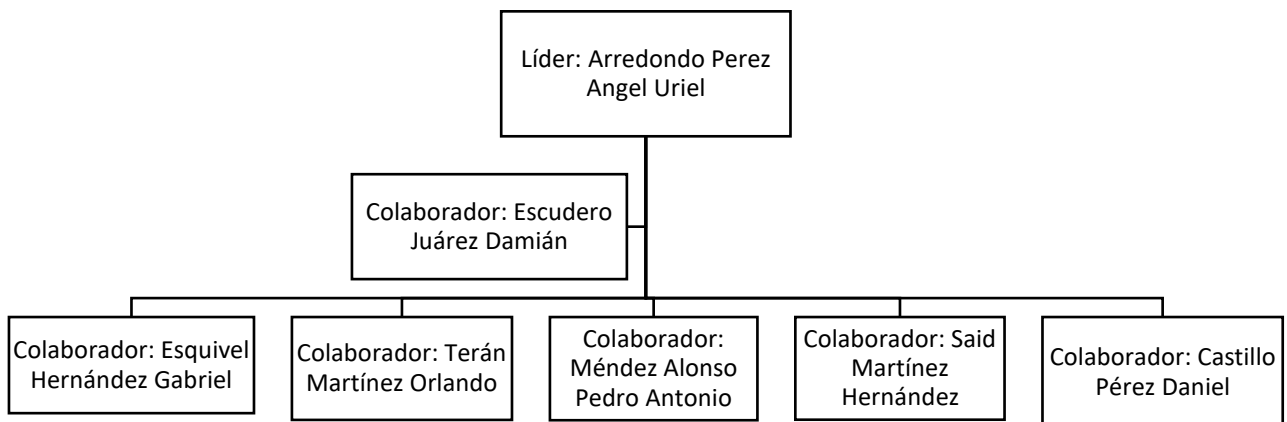 Líder: Arredondo Perez
Angel Uriel
Colaborador: Escudero
Juárez Damián
Colaborador: Esquivel
Hernández Gabriel
Colaborador: Terán
Martínez Orlando
Colaborador:
Méndez Alonso
Pedro Antonio
Colaborador: Said
Martínez
Hernández
Colaborador: Castillo
Pérez Daniel